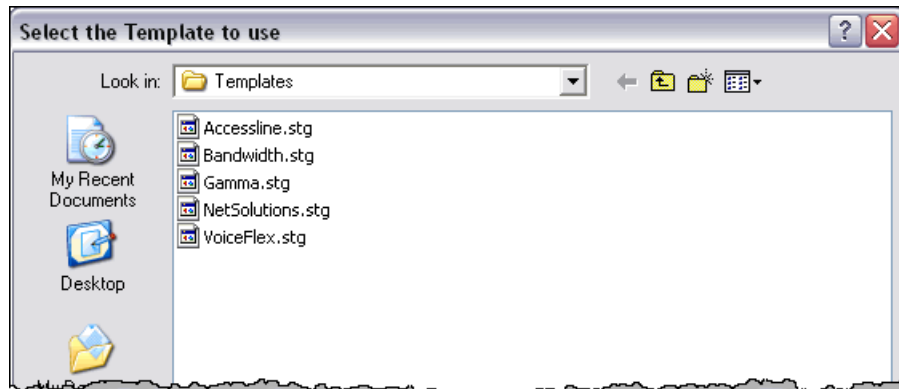 Select the Template to use
?
Look in:
Templates
Accessline.stg
Bandwidth.stg
Gamma.stg
NetSolutions.stg
VoiceFlex.stg
My Recent
Documents
Desktop